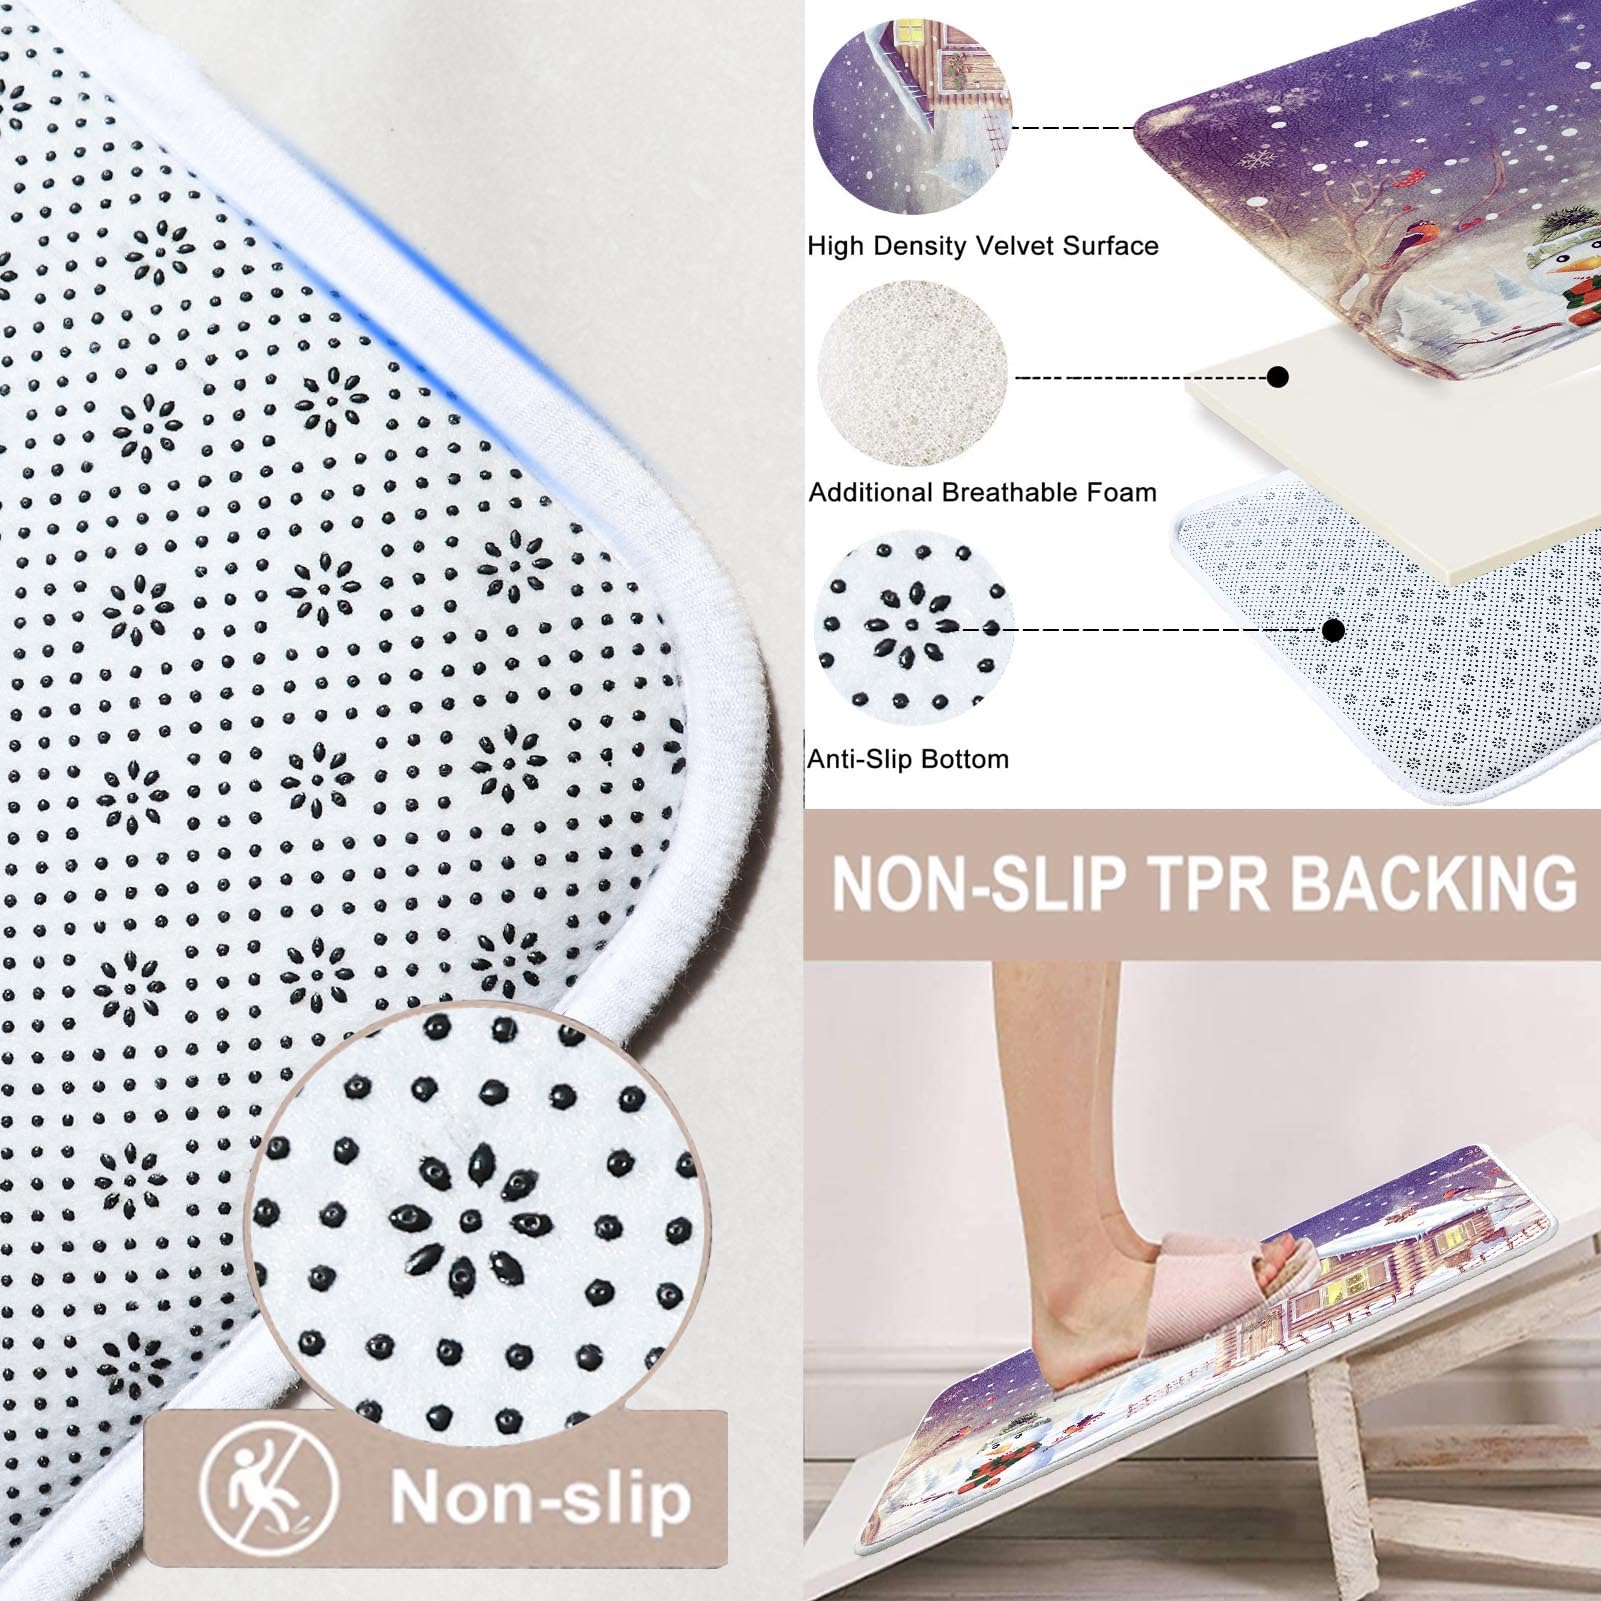 High Density Velvet Surface
Additional Breathable Foam
Anti-Slip Bottom
NON-SLIP TPR BACKING
Non-slip